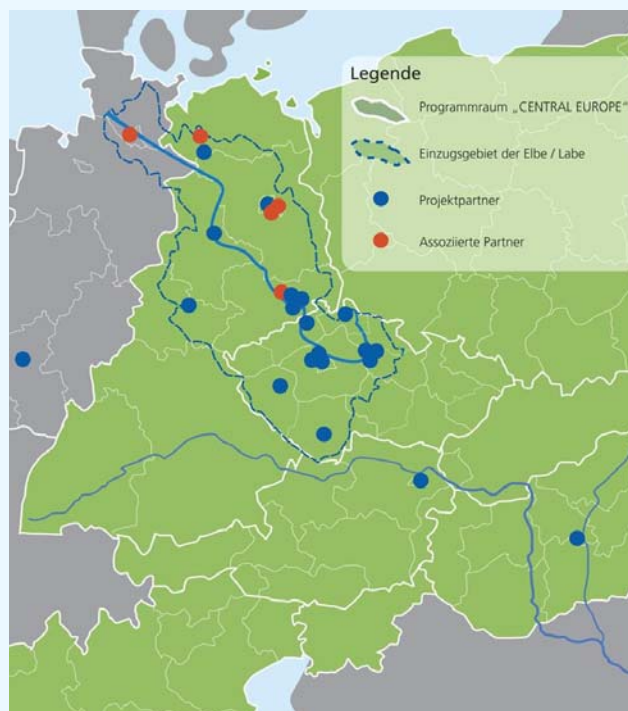 Legende
Programmraum „CENTRAL EUROPE“
Einzugsgebiet der Elbe / Labe
Projektpartner
Assoziierte Partner